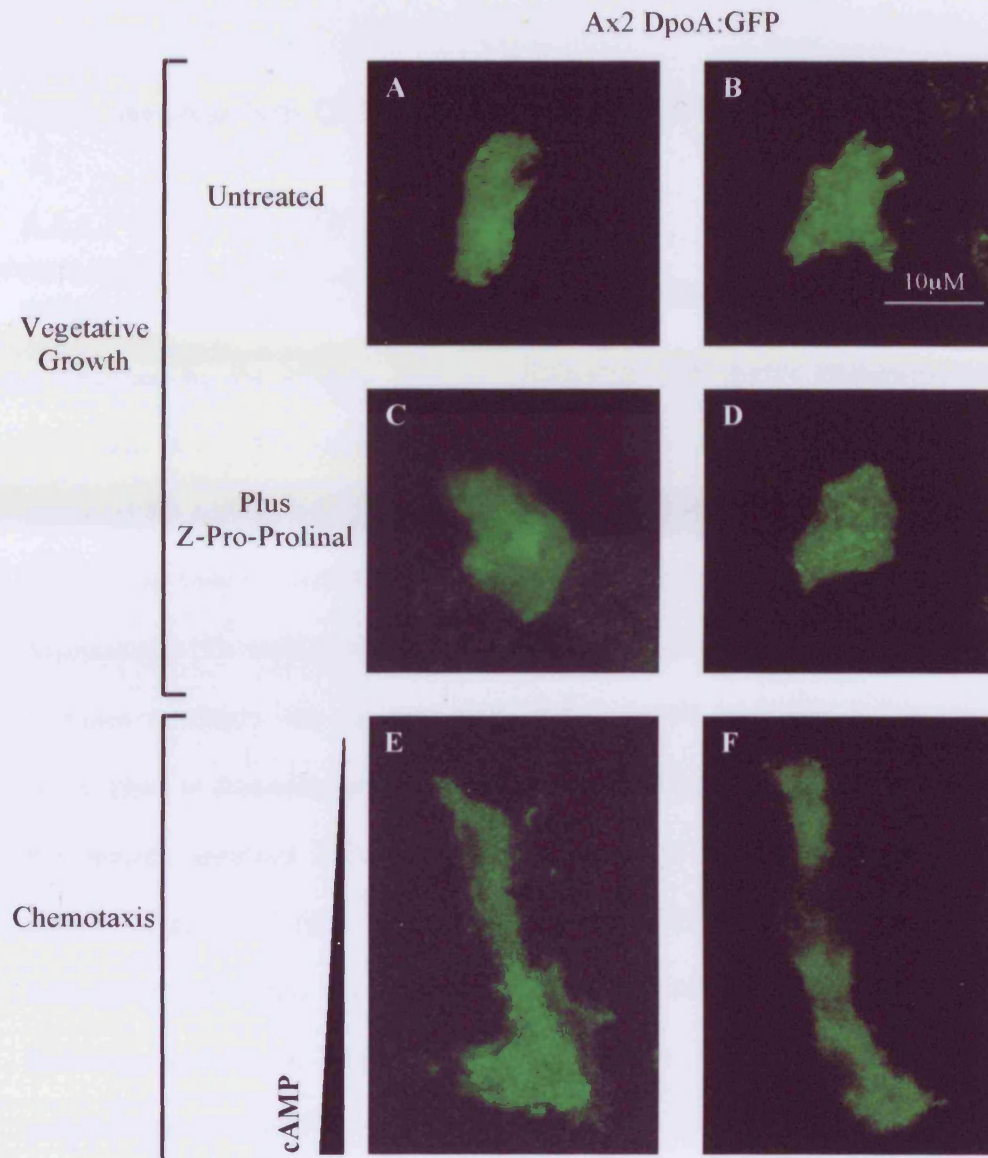 Ax2 DpoA:GFP
A
B
Untreated
10µM
Vegetative
Growth
C
D
Plus
Z-Pro-Prolinal
E
F
Chemotaxis
cAMP